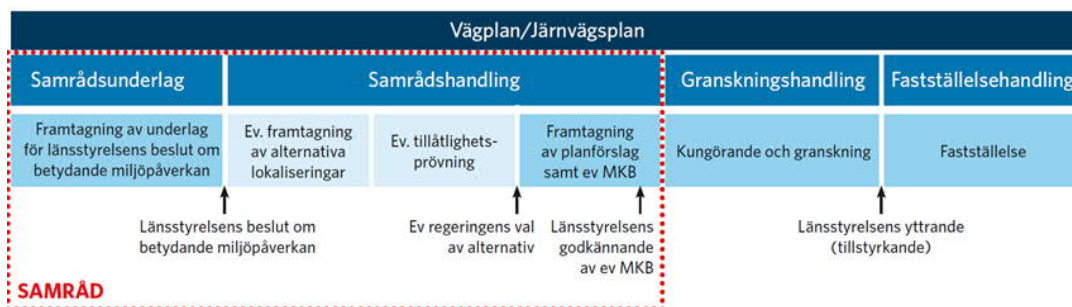 Vägplan/Järnvägsplan
Samrådsunderlag
Samrådshandling
Granskningshandling
Fastställelsehandling
Framtagning av underlag
för länsstyrelsens beslut om
betydande miljöpåverkan
Ev. framtagning
av alternativa
lokaliseringar
Ev. tillåtlighets-
prövning
Framtagning
av planförslag
samt ev MKB
Kungörande och granskning
Fastställelse
Länsstyrelsens beslut om
betydande miljöpåverkan
Ev regeringens val
av alternativ
Länsstyrelsens
godkännande
av ev MKB
Länsstyrelsens yttrande
(tillstyrkande)
SAMRÅD